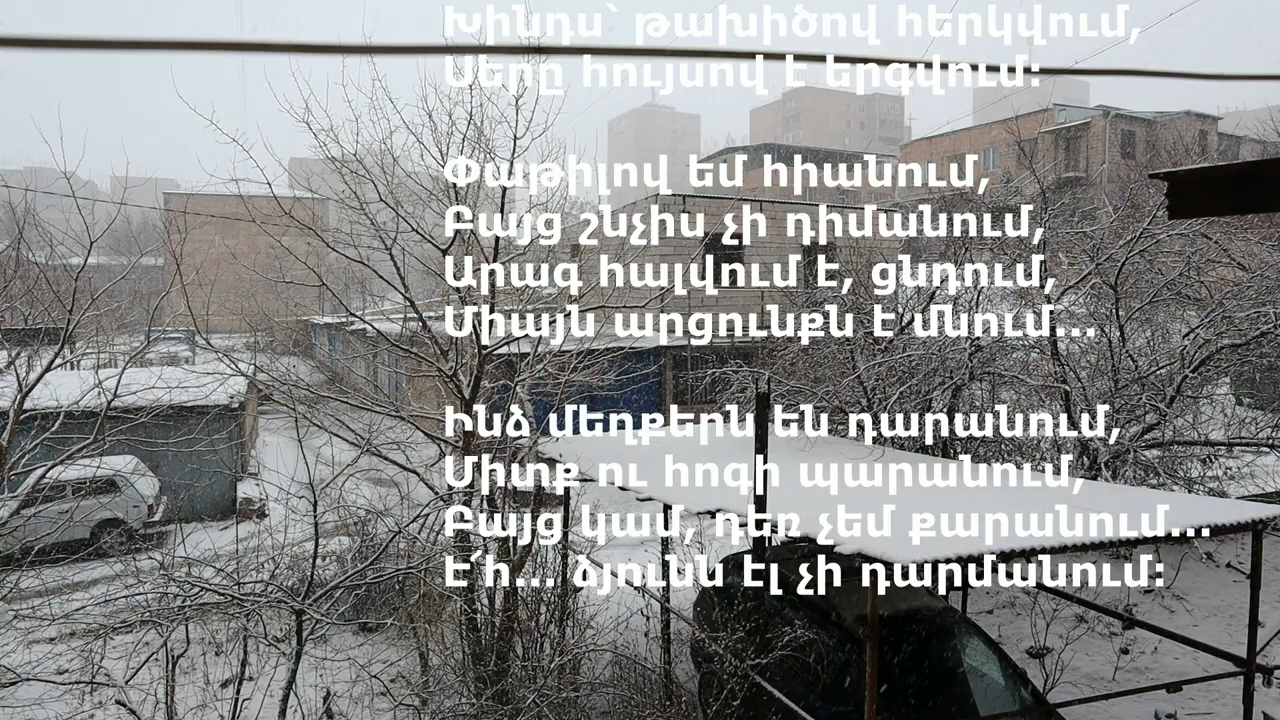 Խինդս՝ թախիծով հերկվում,
Սերը հույսով է երգվում։
Փաթիլով եմ հիանում,
Բայց շնչիս չի դիմանում,
Արագ հալվում է, ցնդում,
Միայն արցունքն է մնում...
Ինձ մեղքերն են դարանում,
Միտք ու հոգի պարանում,
Բայց կամ, դեռ չեմ քարանում...
Է՜հ... ձյունն էլ չի դարմանում։